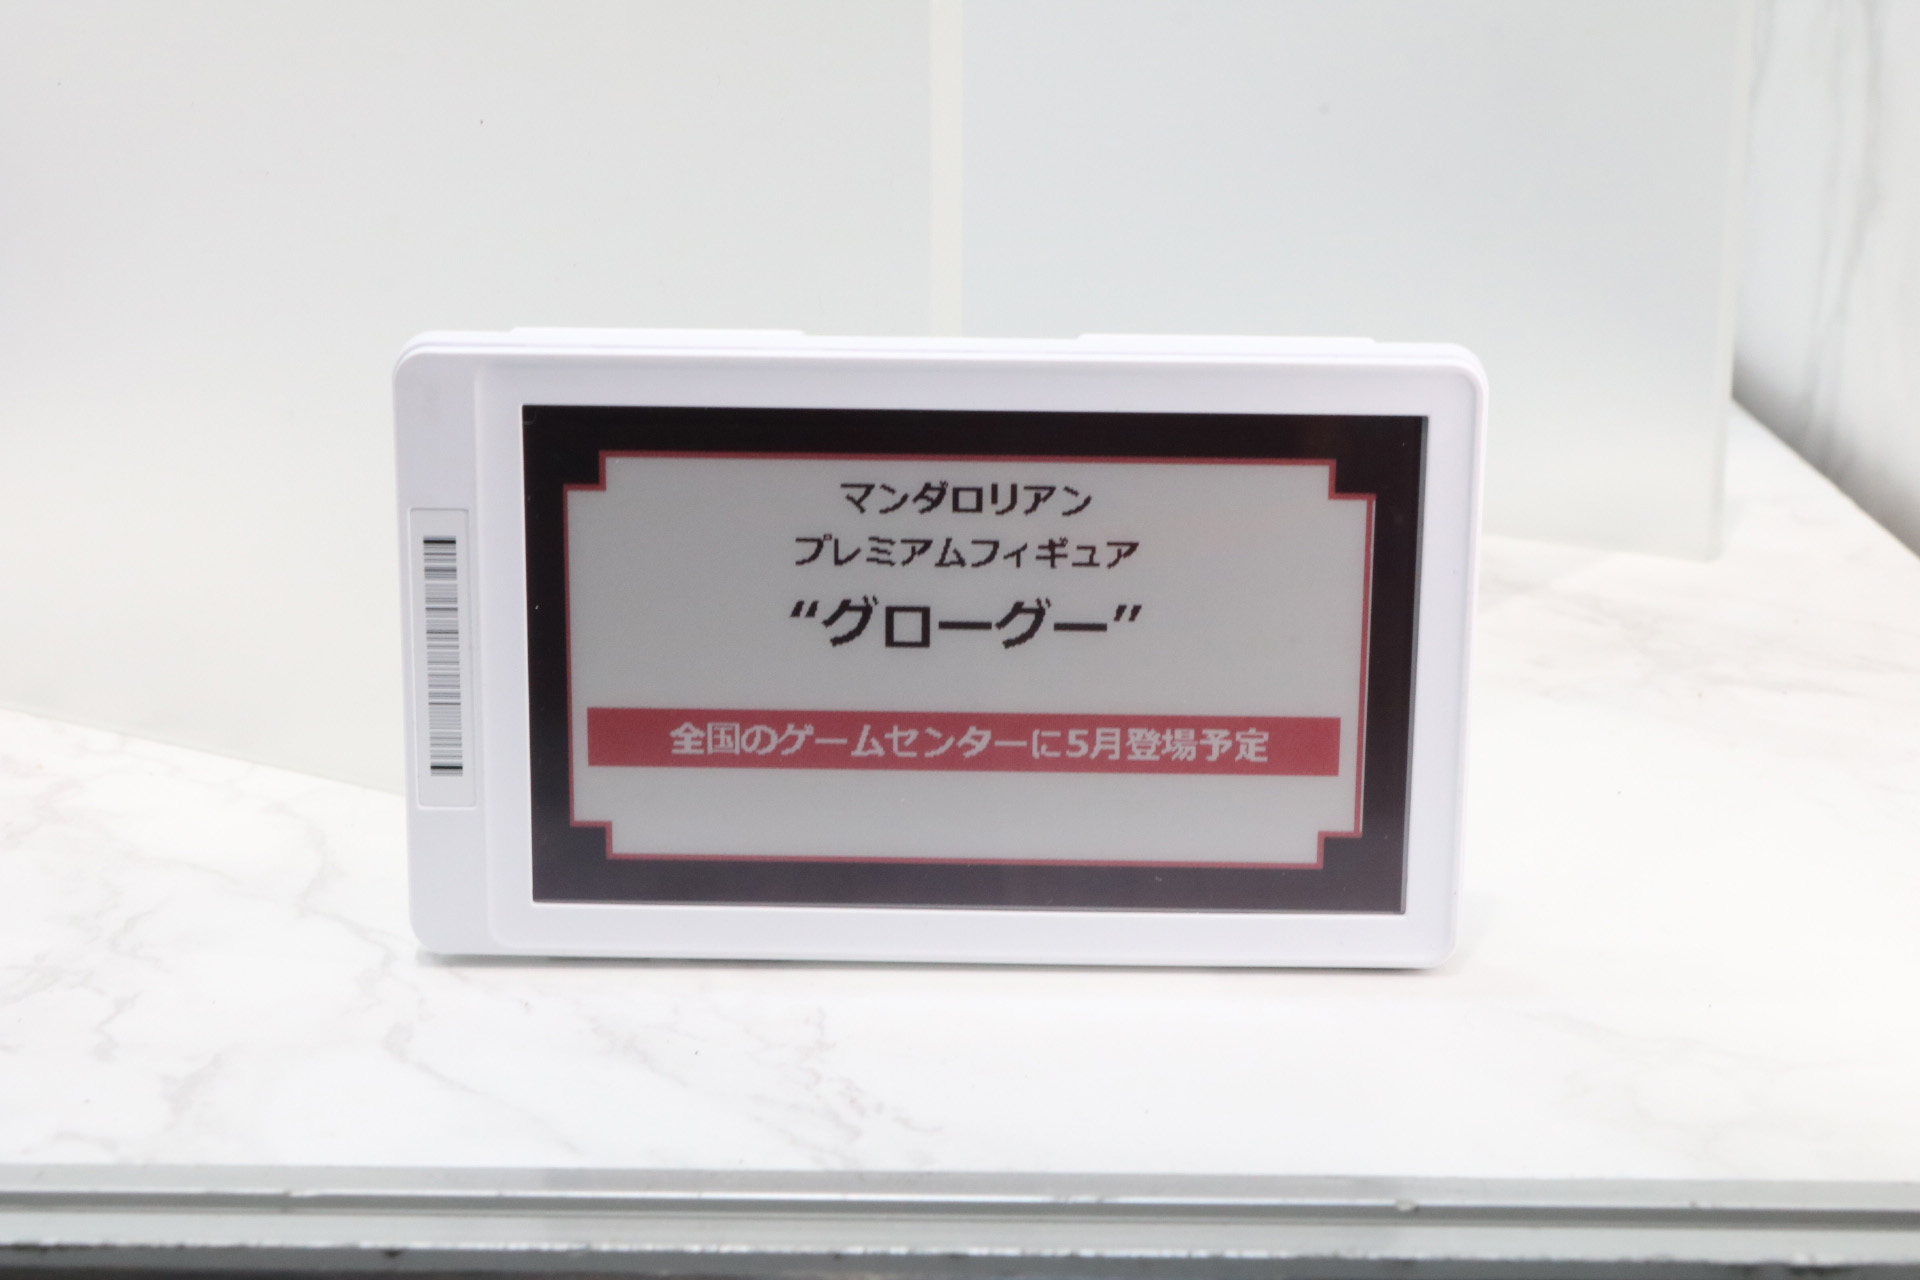 マンダロリアン
プレミアムフィギュア
“グローグー”
全国のゲームセンターに5月登場予定